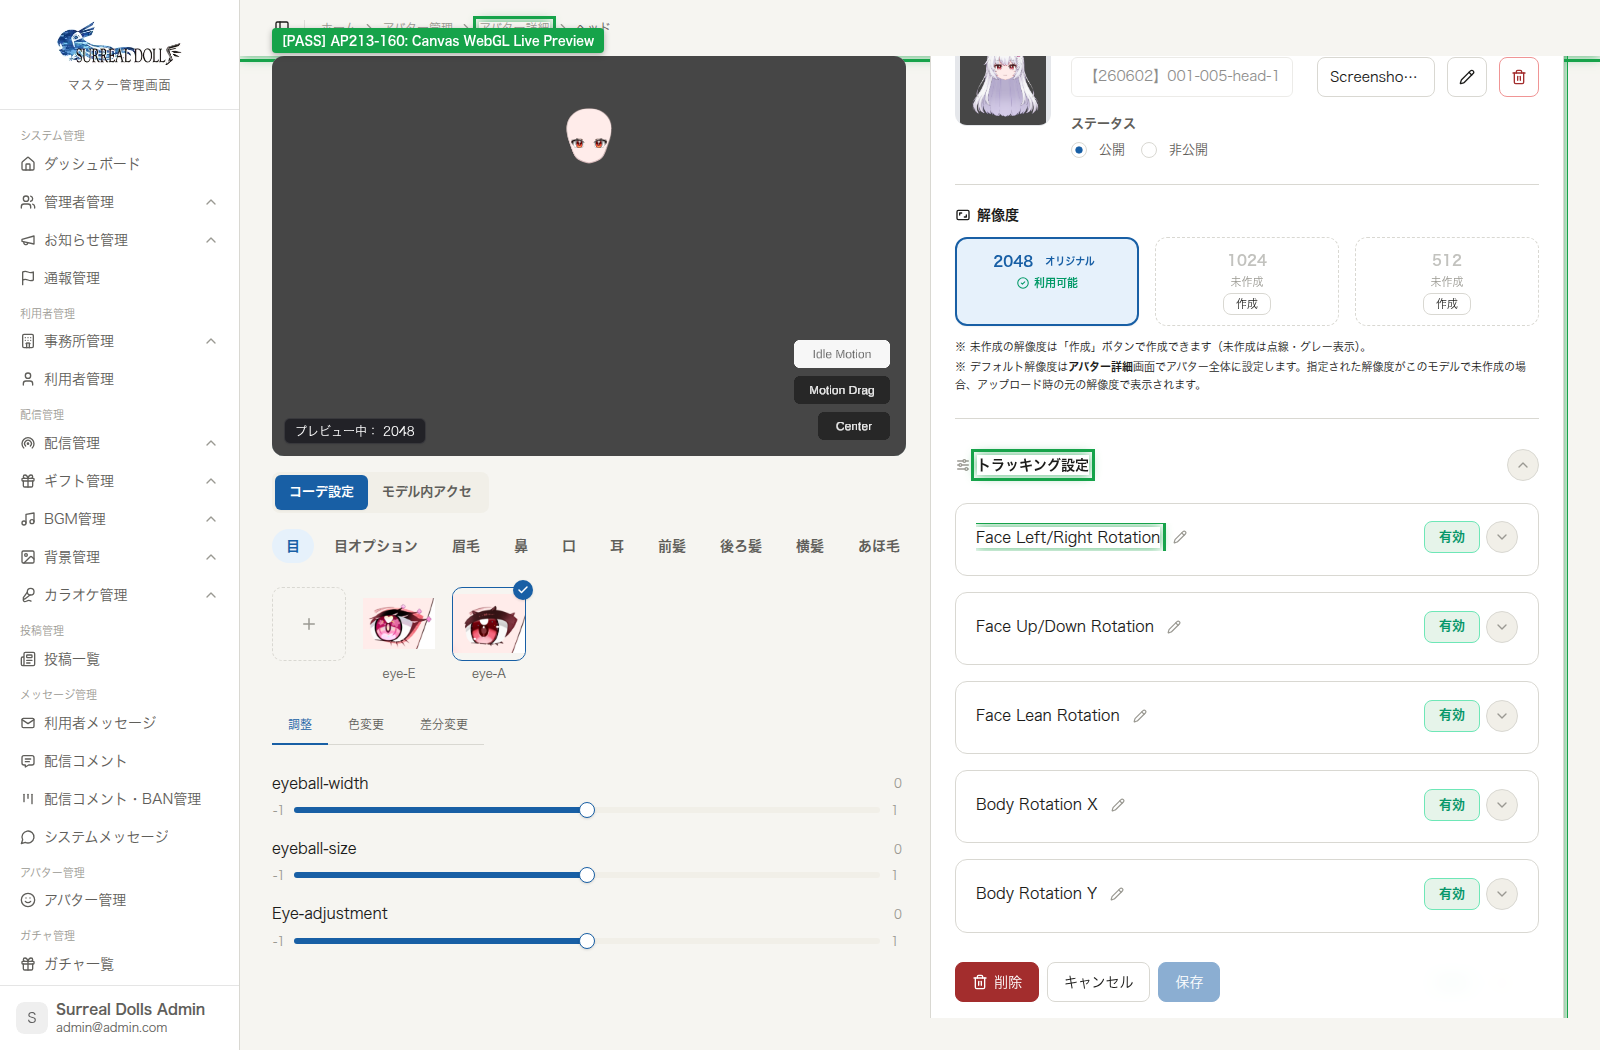 SURREAL DOLL
マスター管理画面
システム管理
ダッシュボード
管理者管理
お知らせ管理
通報管理
利用者管理
事務所管理
利用者管理
配信管理
配信管理
ギフト管理
BGM管理
背景管理
カラオケ管理
投稿管理
投稿一覧
メッセージ管理
利用者メッセージ
配信コメント
配信コメント・BAN管理
システムメッセージ
アバター管理
アバター管理
ガチャ管理
ガチャ一覧
S
Surreal Dolls Admin
admin@admin.com
[PASS] AP213-160: Canvas WebGL Live Preview
Idle Motion
Motion Drag
Center
プレビュー中： 2048
コーデ設定 モデル内アクセ
目 目オプション 眉毛 鼻 口 耳 前髪 後ろ髪 横髪 あほ毛
eye-E eye-A
調整 色変更 差分変更
eyeball-width 0
-1 1
eyeball-size 0
-1 1
Eye-adjustment 0
-1 1
【260602】001-005-head-1 Screensho…
ステータス
公開 非公開
解像度
2048 オリジナル
利用可能
1024
未作成
作成
512
未作成
作成
※ 未作成の解像度は「作成」ボタンで作成できます（未作成は点線・グレー表示）。
※ デフォルト解像度はアバター詳細画面でアバター全体に設定します。指定された解像度がこのモデルで未作成の場
合、アップロード時の元の解像度で表示されます。
トラッキング設定
Face Left/Right Rotation 有効
Face Up/Down Rotation 有効
Face Lean Rotation 有効
Body Rotation X 有効
Body Rotation Y 有効
削除 キャンセル 保存